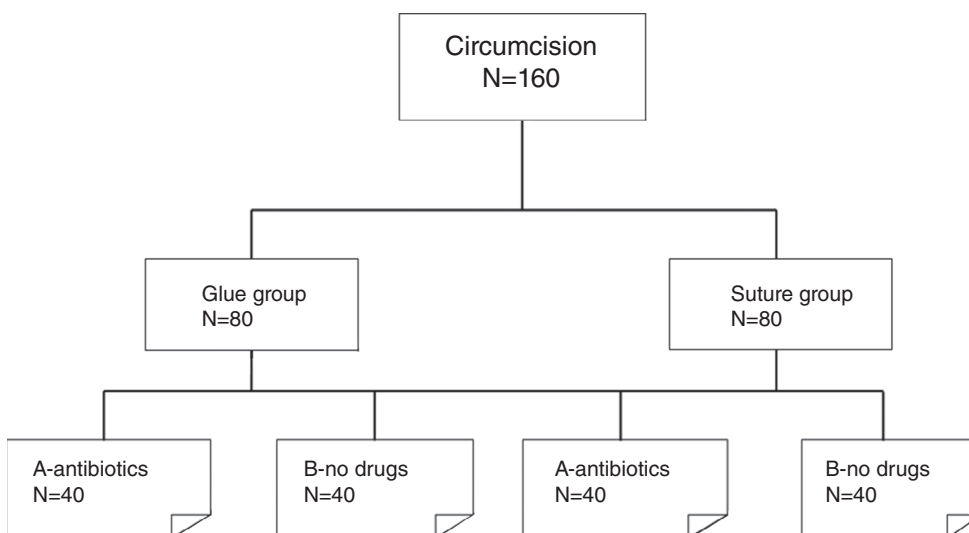 Circumcision
N=160
Glue group
N=80
Suture group
N=80
A-antibiotics
N=40
B-no drugs
N=40
A-antibiotics
N=40
B-no drugs
N=40